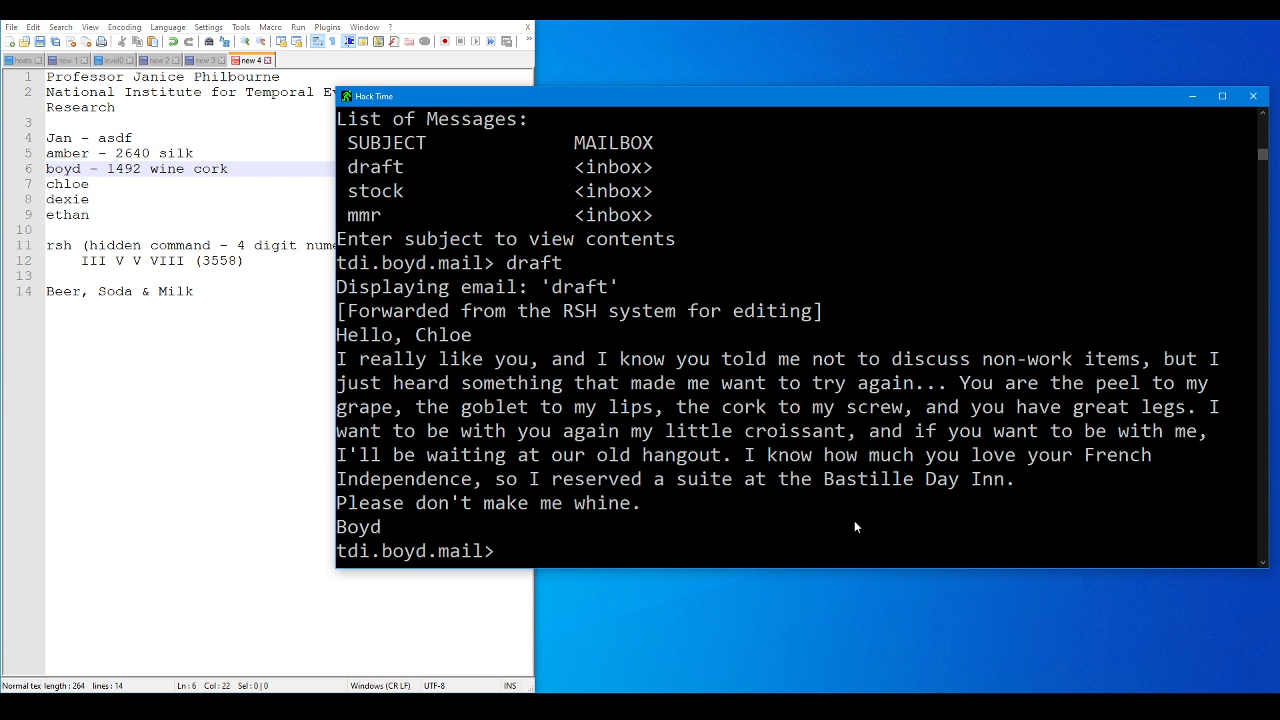 File Edit Search View Encoding Language Settings Tools Macro Run Plugins Window ? X
hosts new 1 level0 new 2 new 3 new 4
1 Professor Janice Philbourne
2 National Institute for Temporal
Research
3
4 Jan - asdf
5 amber - 2640 silk
6 boyd - 1492 wine cork
7 chloe
8 dexie
9 ethan
10
11 rsh (hidden command - 4 digit
12 III V V VIII (3558)
13
14 Beer, Soda & Milk
Normal tex length : 264 lines : 14 Ln : 6 Col : 22 Sel : 0 | 0 Windows (CR LF) UTF-8 INS
Hack Time
List of Messages:
SUBJECT MAILBOX
draft <inbox>
stock <inbox>
mmr <inbox>
Enter subject to view contents
tdi.boyd.mail> draft
Displaying email: 'draft'
[Forwarded from the RSH system for editing]
Hello, Chloe
I really like you, and I know you told me not to discuss non-work items, but I
just heard something that made me want to try again... You are the peel to my
grape, the goblet to my lips, the cork to my screw, and you have great legs. I
want to be with you again my little croissant, and if you want to be with me,
I'll be waiting at our old hangout. I know how much you love your French
Independence, so I reserved a suite at the Bastille Day Inn.
Please don't make me whine.
Boyd
tdi.boyd.mail>